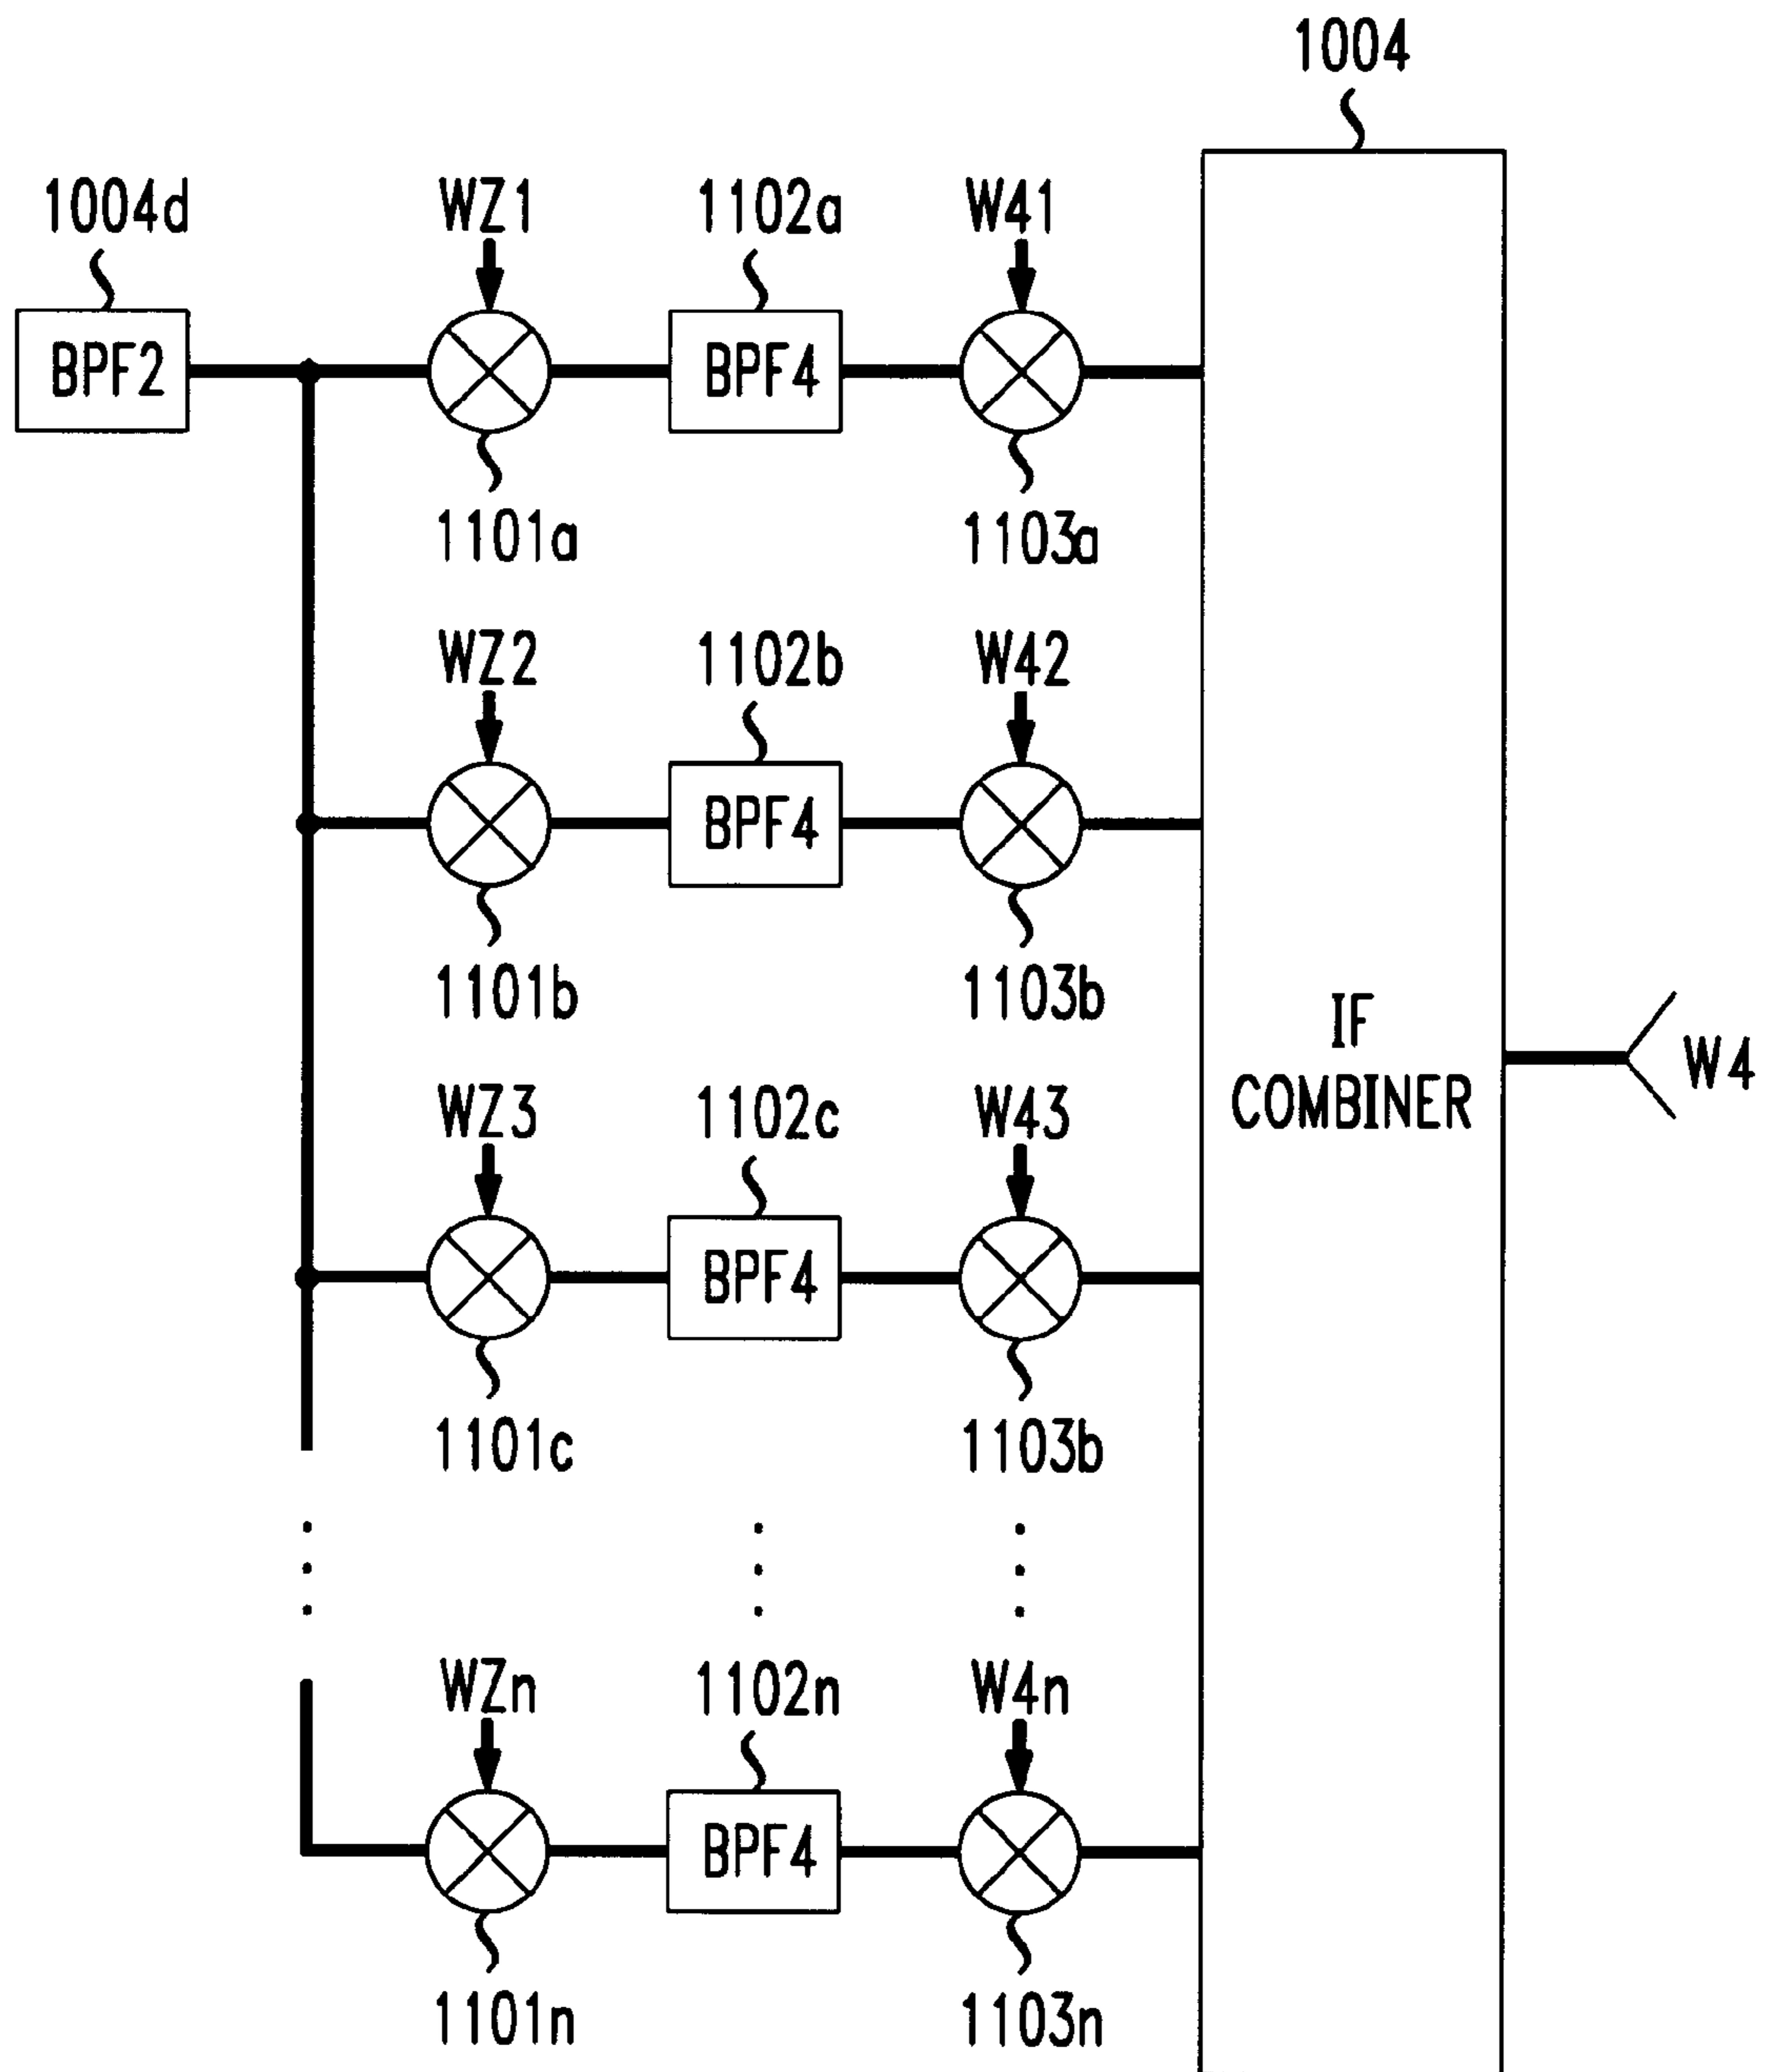 1004
1004d WZ1 1102a W41
BPF2 BPF4
1101a 1103a
WZ2 1102b W42
BPF4
1101b 1103b
IF
COMBINER
W4
WZ3 1102c W43
BPF4
1101c 1103b
WZn 1102n W4n
BPF4
1101n 1103n